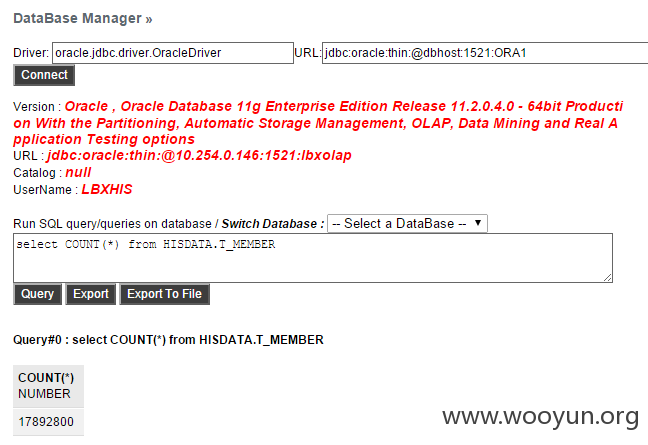 DataBase Manager »
Driver: oracle.jdbc.driver.OracleDriver URL: jdbc:oracle:thin:@dbhost:1521:ORA1
Connect
Version : Oracle , Oracle Database 11g Enterprise Edition Release 11.2.0.4.0 - 64bit Producti
on With the Partitioning, Automatic Storage Management, OLAP, Data Mining and Real A
pplication Testing options
URL : jdbc:oracle:thin:@10.254.0.146:1521:lbxolap
Catalog : null
UserName : LBXHIS
Run SQL query/queries on database / Switch Database : -- Select a DataBase --
select COUNT(*) from HISDATA.T_MEMBER
Query Export Export To File
Query#0 : select COUNT(*) from HISDATA.T_MEMBER
COUNT(*)
NUMBER
17892800
www.wooyun.org